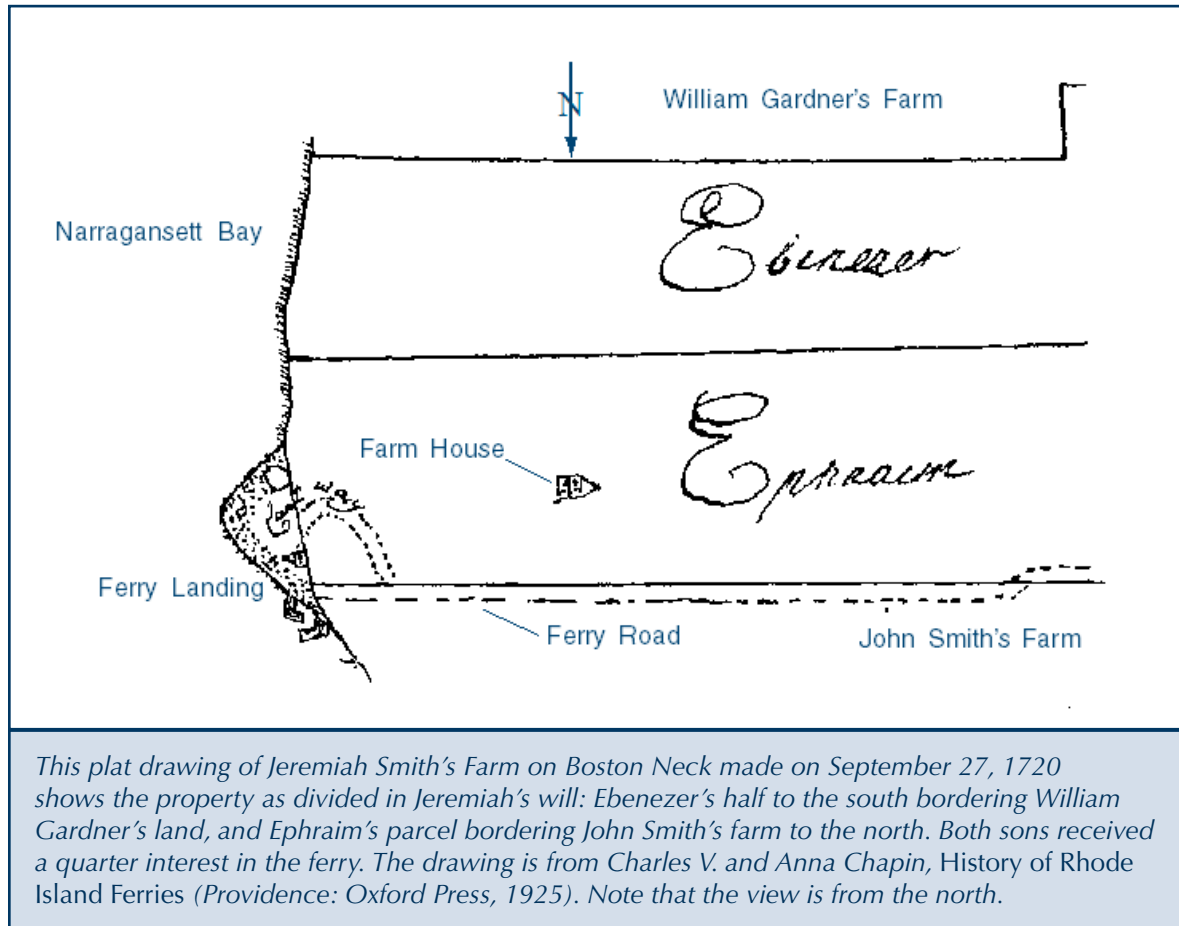 William Gardner's Farm
N
Narragansett Bay
Ebenezer
Farm House
Ephraim
Ferry Landing
Ferry Road
John Smith's Farm
This plat drawing of Jeremiah Smith's Farm on Boston Neck made on September 27, 1720
shows the property as divided in Jeremiah's will: Ebenezer's half to the south bordering William
Gardner's land, and Ephraim's parcel bordering John Smith's farm to the north. Both sons received
a quarter interest in the ferry. The drawing is from Charles V. and Anna Chapin, History of Rhode
Island Ferries (Providence: Oxford Press, 1925). Note that the view is from the north.